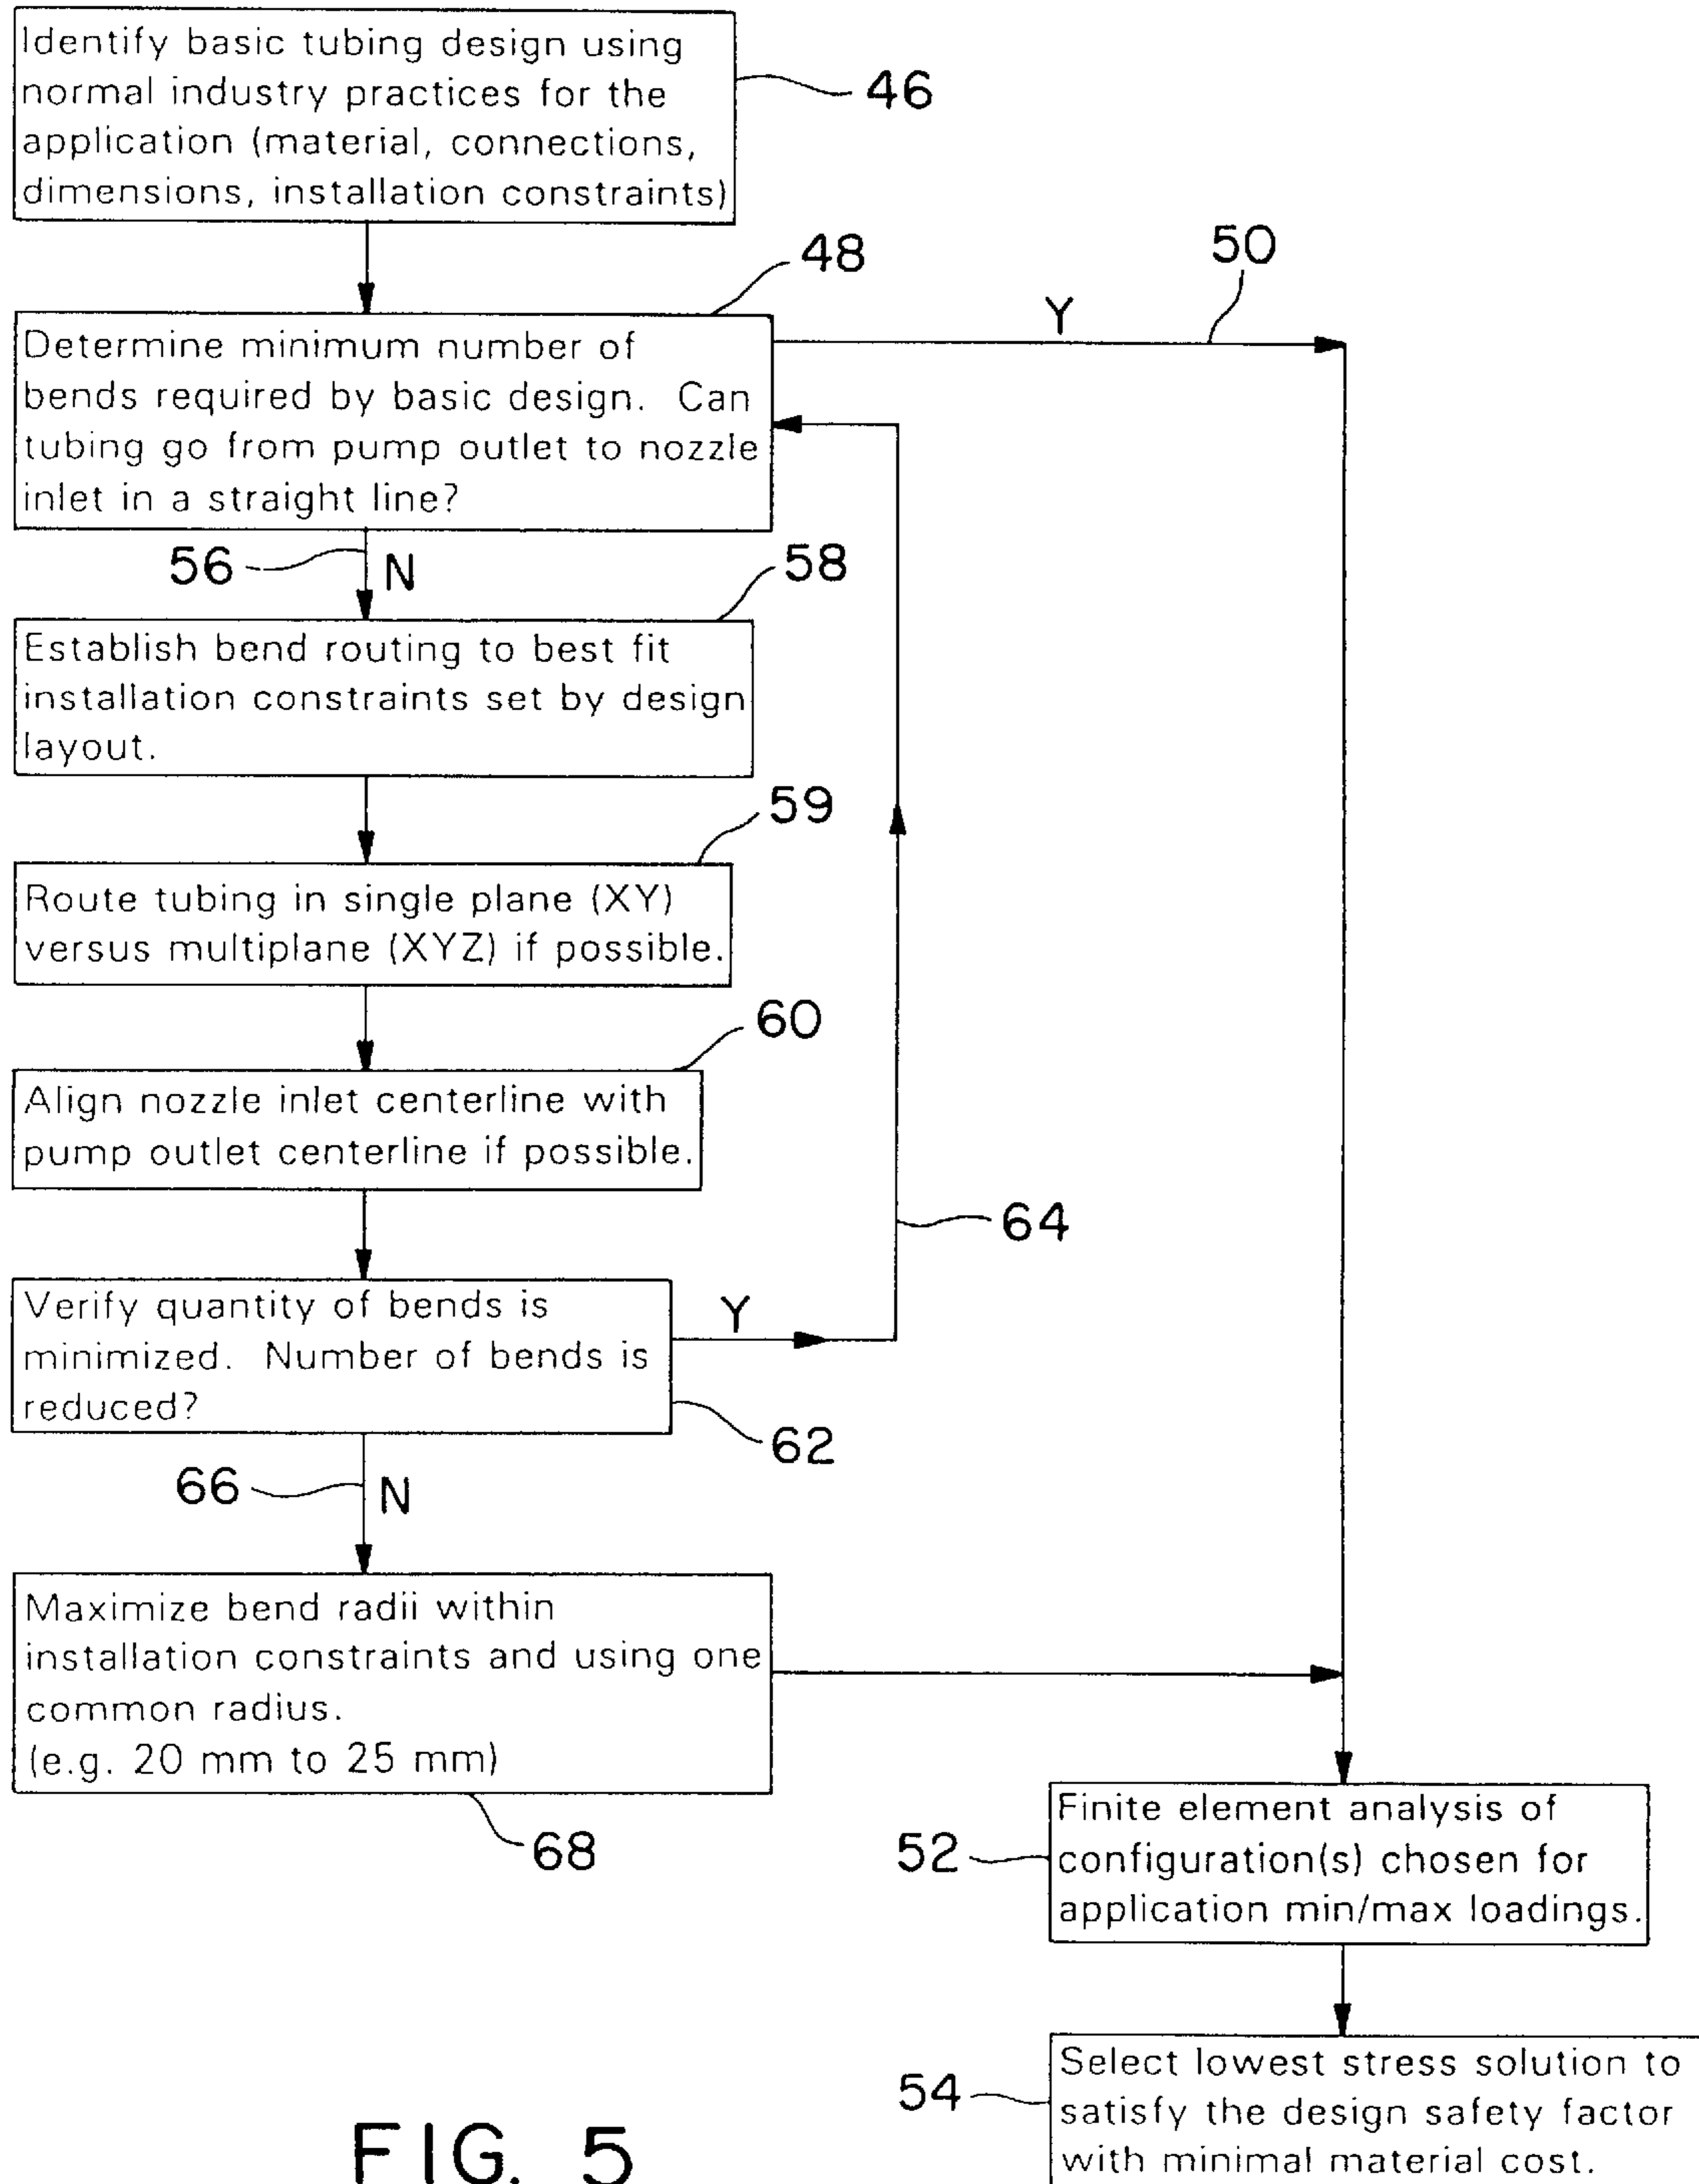 Identify basic tubing design using
normal industry practices for the
application (material, connections,
dimensions, installation constraints)
46
48
50
Y
Determine minimum number of
bends required by basic design. Can
tubing go from pump outlet to nozzle
inlet in a straight line?
56
N
58
Establish bend routing to best fit
installation constraints set by design
layout.
59
Route tubing in single plane (XY)
versus multiplane (XYZ) if possible.
60
Align nozzle inlet centerline with
pump outlet centerline if possible.
64
Verify quantity of bends is
minimized. Number of bends is
reduced?
Y
62
66
N
Maximize bend radii within
installation constraints and using one
common radius.
(e.g. 20 mm to 25 mm)
68
52
Finite element analysis of
configuration(s) chosen for
application min/max loadings.
54
Select lowest stress solution to
satisfy the design safety factor
with minimal material cost.
FIG. 5